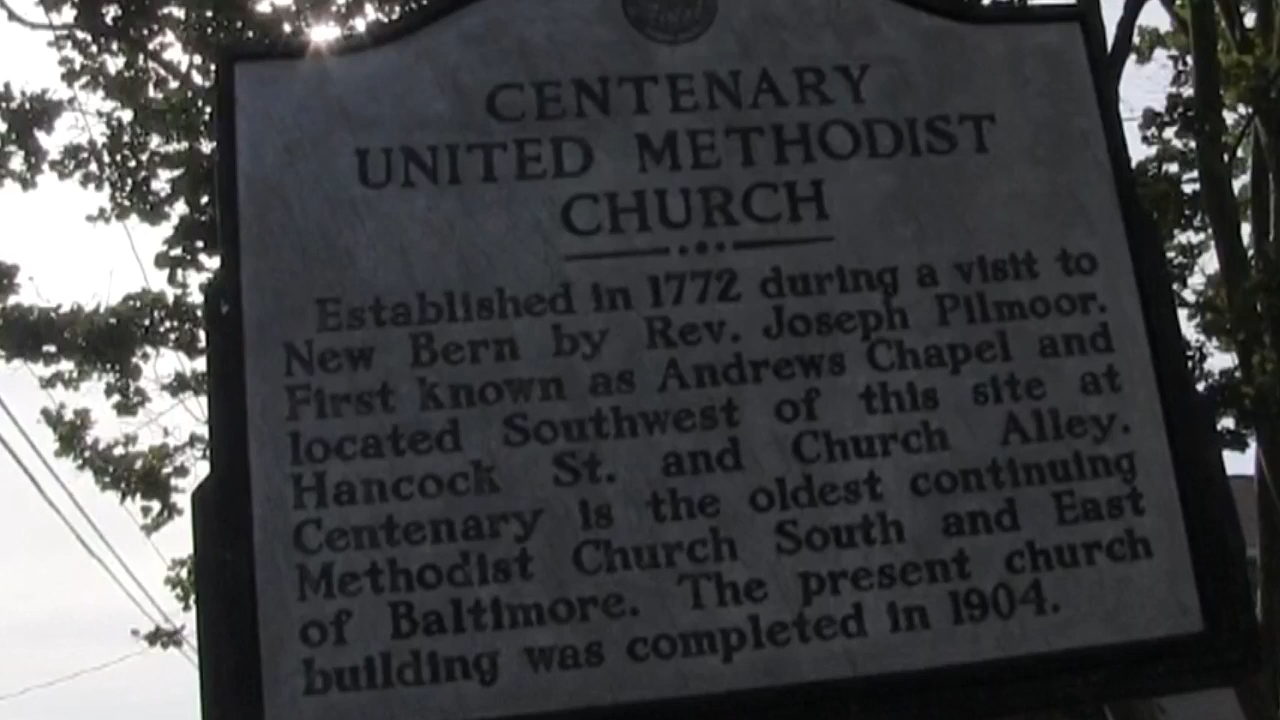 CENTENARY
UNITED METHODIST
CHURCH
Established in 1772 during a visit to
New Bern by Rev. Joseph Pilmoor.
First known as Andrews Chapel and
located Southwest of this site at
Hancock St. and Church Alley.
Centenary is the oldest continuing
Methodist Church South and East
of Baltimore. The present church
building was completed in 1904.